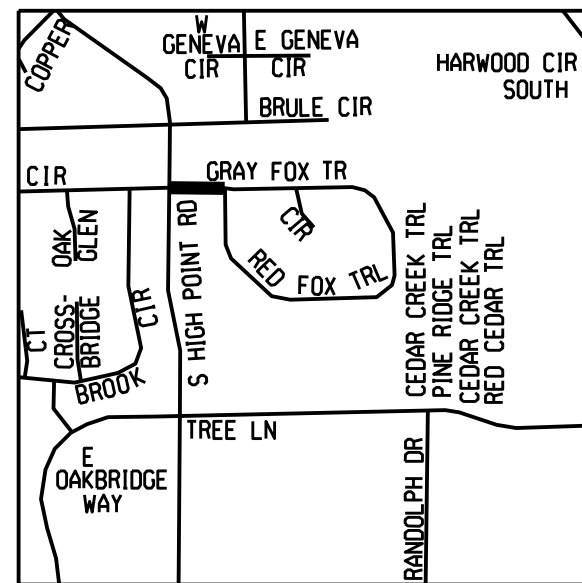 COPPER
W
GENEVA
CIR
E GENEVA
CIR
HARWOOD CIR
SOUTH
BRULE CIR
CIR
GRAY FOX TR
CIR
OAK
GLEN
S HIGH POINT RD
RED FOX TRL
CEDAR CREEK TRL
PINE RIDGE TRL
CEDAR CREEK TRL
RED CEDAR TRL
CT
CROSS-
BRIDGE
CIR
BROOK
TREE LN
E
OAKBRIDGE
WAY
RANDOLPH DR